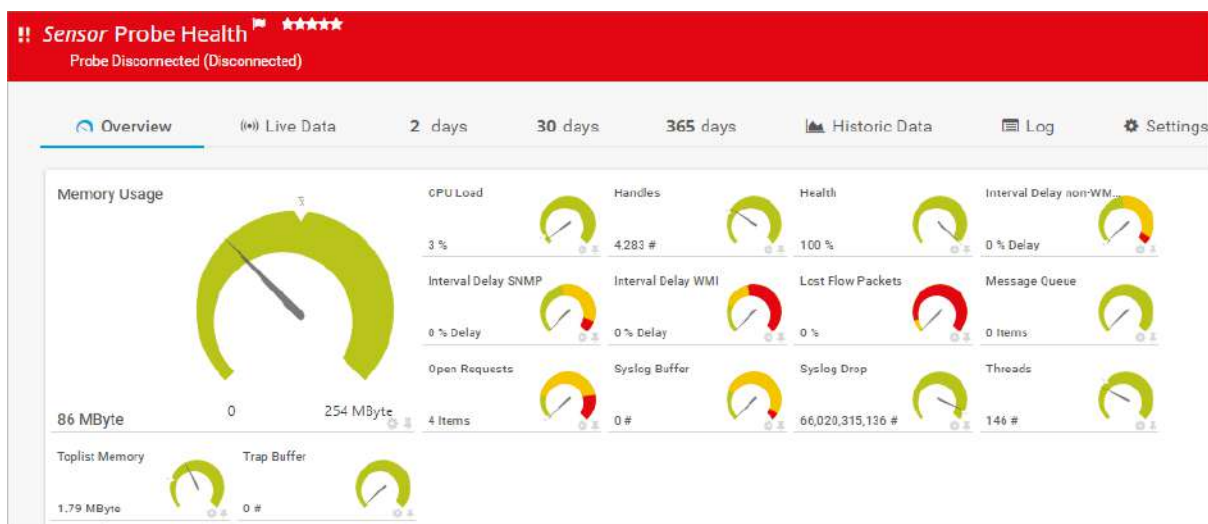 !! Sensor Probe Health
Probe Disconnected (Disconnected)
Overview
Live Data
2 days
30 days
365 days
Historic Data
Log
Settings
Memory Usage
x̄
86 MByte
0
254 MByte
CPU Load
3 %
Handles
4,283 #
Health
100 %
Interval Delay non-WM...
0 % Delay
Interval Delay SNMP
0 % Delay
Interval Delay WMI
0 % Delay
Lost Flow Packets
0 %
Message Queue
0 Items
Open Requests
4 Items
Syslog Buffer
0 #
Syslog Drop
66,020,315,136 #
Threads
146 #
Toplist Memory
1.79 MByte
Trap Buffer
0 #